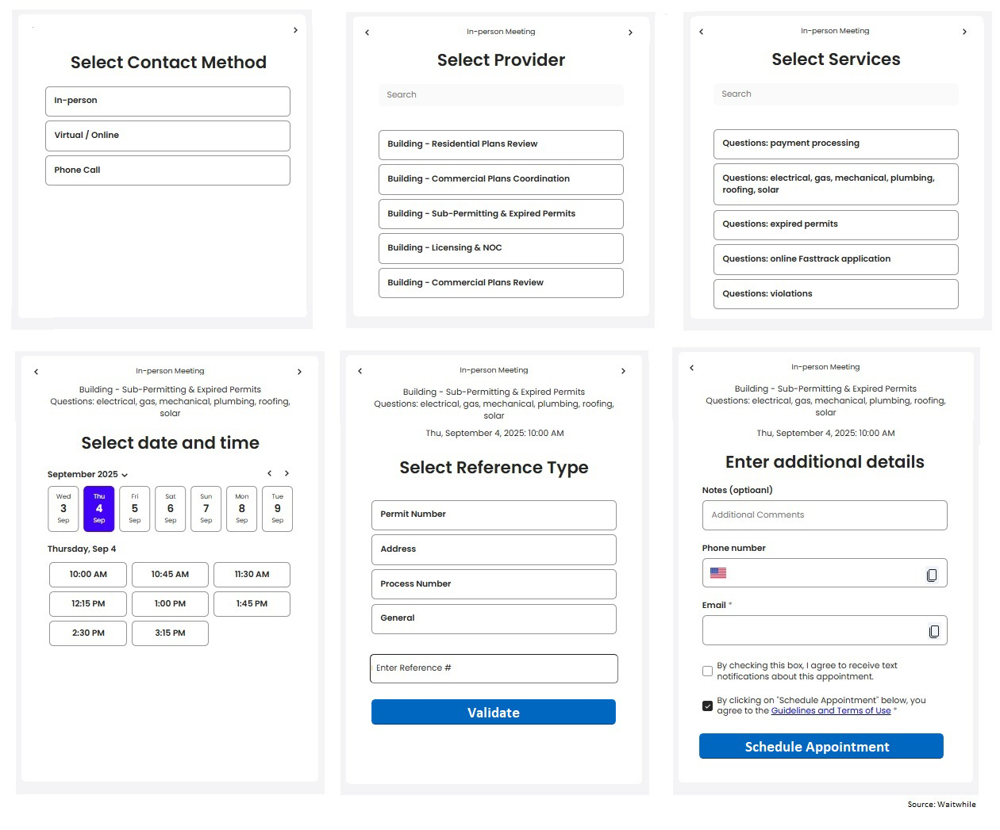 Select Contact Method
In-person
Virtual / Online
Phone Call
In-person Meeting
Select Provider
Search
Building - Residential Plans Review
Building - Commercial Plans Coordination
Building - Sub-Permitting & Expired Permits
Building - Licensing & NOC
Building - Commercial Plans Review
In-person Meeting
Select Services
Search
Questions: payment processing
Questions: electrical, gas, mechanical, plumbing,
roofing, solar
Questions: expired permits
Questions: online Fasttrack application
Questions: violations
In-person Meeting
Building - Sub-Permitting & Expired Permits
Questions: electrical, gas, mechanical, plumbing, roofing,
solar
Select date and time
September 2025
Wed Thu Fri Sat Sun Mon Tue
3 4 5 6 7 8 9
Sep Sep Sep Sep Sep Sep Sep
Thursday, Sep 4
10:00 AM 10:45 AM 11:30 AM
12:15 PM 1:00 PM 1:45 PM
2:30 PM 3:15 PM
In-person Meeting
Building - Sub-Permitting & Expired Permits
Questions: electrical, gas, mechanical, plumbing, roofing,
solar
Thu, September 4, 2025: 10:00 AM
Select Reference Type
Permit Number
Address
Process Number
General
Enter Reference #
Validate
In-person Meeting
Building - Sub-Permitting & Expired Permits
Questions: electrical, gas, mechanical, plumbing, roofing,
solar
Thu, September 4, 2025: 10:00 AM
Enter additional details
Notes (optioanl)
Additional Comments
Phone number
Email *
By checking this box, I agree to receive text
notifications about this appointment.
By clicking on "Schedule Appointment" below, you
agree to the Guidelines and Terms of Use *
Schedule Appointment
Source: Waitwhile